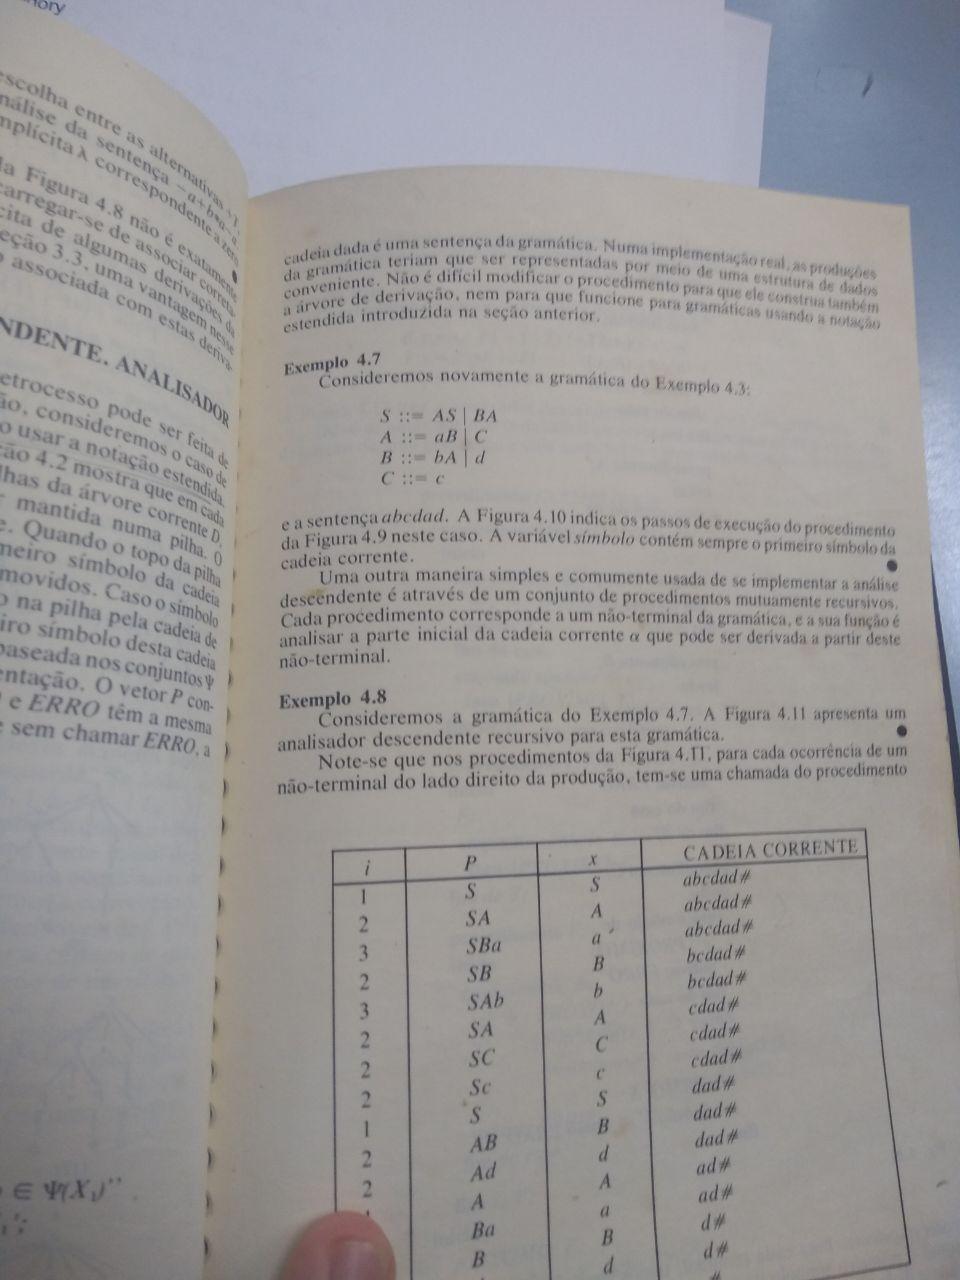 escolha entre as alternativas +T,
nálise da sentença −a+b*a−a.
mplícita λ correspondente a zero
la Figura 4.8 não é exatamente
carregar-se de associar correta-
cita de algumas derivações da
eção 3.3, uma vantagem nesse
o associada com estas deriva-
NDENTE. ANALISADOR
etrocesso pode ser feita de
ão, consideremos o caso de
o usar a notação estendida.
ção 4.2 mostra que em cada
lhas da árvore corrente D,
r mantida numa pilha. O
e. Quando o topo da pilha
meiro símbolo da cadeia
movidos. Caso o símbolo
o na pilha pela cadeia de
iro símbolo desta cadeia
baseada nos conjuntos Ψ
entação. O vetor P con-
e ERRO têm a mesma
e sem chamar ERRO, a
∈ Ψ(X₁)''
cadeia dada é uma sentença da gramática. Numa implementação real, as produções
da gramática teriam que ser representadas por meio de uma estrutura de dados
conveniente. Não é difícil modificar o procedimento para que ele construa também
a árvore de derivação, nem para que funcione para gramáticas usando a notação
estendida introduzida na seção anterior.
Exemplo 4.7
Consideremos novamente a gramática do Exemplo 4.3:
S ::= AS | BA
A ::= aB | C
B ::= bA | d
C ::= c
e a sentença abcdad. A Figura 4.10 indica os passos de execução do procedimento
da Figura 4.9 neste caso. A variável símbolo contém sempre o primeiro símbolo da
cadeia corrente.
Uma outra maneira simples e comumente usada de se implementar a análise
descendente é através de um conjunto de procedimentos mutuamente recursivos.
Cada procedimento corresponde a um não-terminal da gramática, e a sua função é
analisar a parte inicial da cadeia corrente α que pode ser derivada a partir deste
não-terminal.
Exemplo 4.8
Consideremos a gramática do Exemplo 4.7. A Figura 4.11 apresenta um
analisador descendente recursivo para esta gramática.
Note-se que nos procedimentos da Figura 4.11, para cada ocorrência de um
não-terminal do lado direito da produção, tem-se uma chamada do procedimento
i P x CADEIA CORRENTE
1 S S abcdad#
2 SA A abcdad#
3 SBa a abcdad#
2 SB B bcdad#
3 SAb b bcdad#
2 SA A cdad#
2 SC C cdad#
2 Sc c cdad#
1 S S dad#
2 AB B dad#
2 Ad d dad#
A A ad#
Ba a ad#
B B d#
d d#